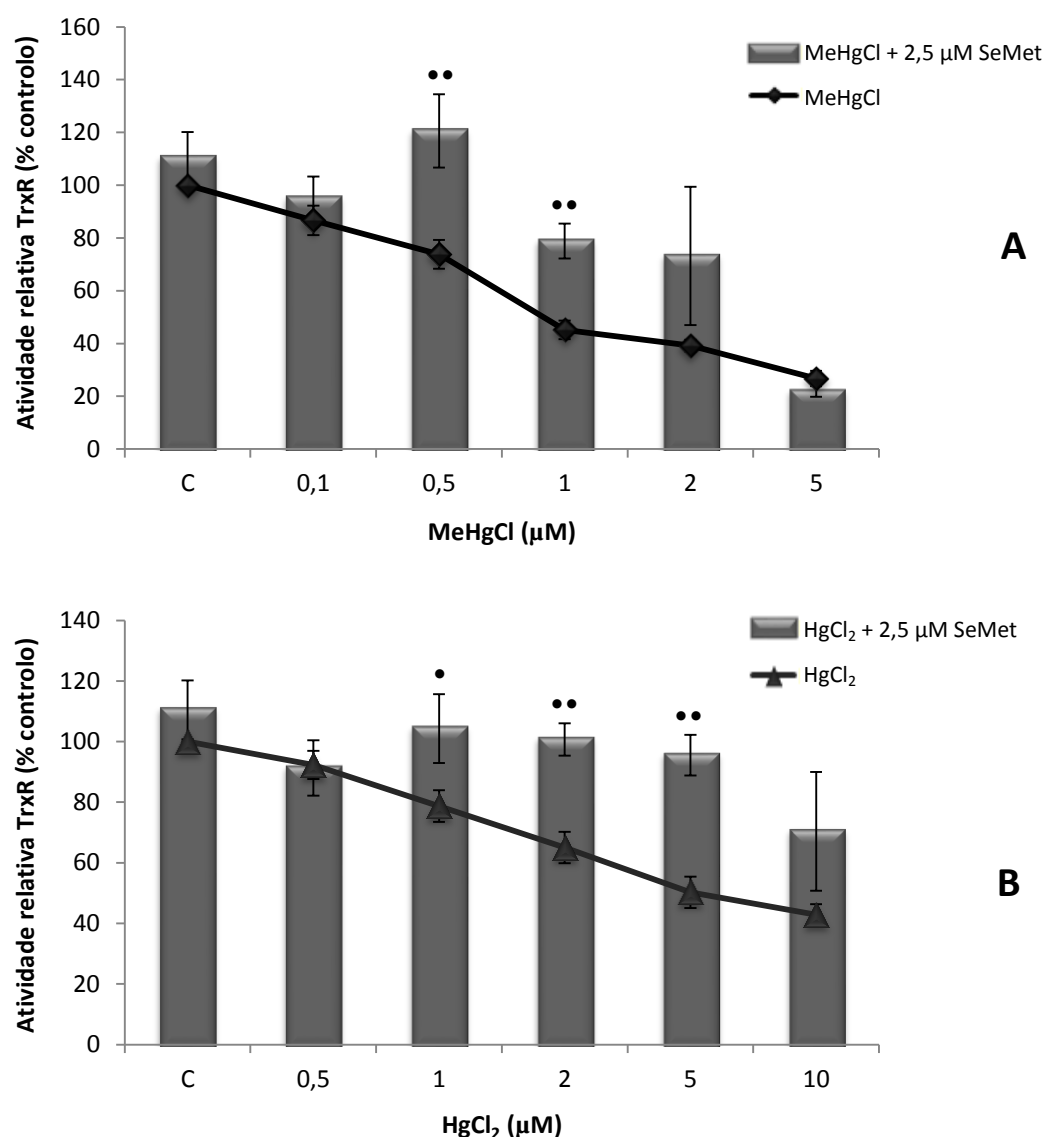 Atividade relativa TrxR (% controlo)
160
140
120
100
80
60
40
20
0
•• 
••
MeHgCl + 2,5 µM SeMet
MeHgCl
A
C 0,1 0,5 1 2 5
MeHgCl (µM)
Atividade relativa TrxR (% controlo)
140
120
100
80
60
40
20
0
•
••
••
HgCl₂ + 2,5 µM SeMet
HgCl₂
B
C 0,5 1 2 5 10
HgCl₂ (µM)